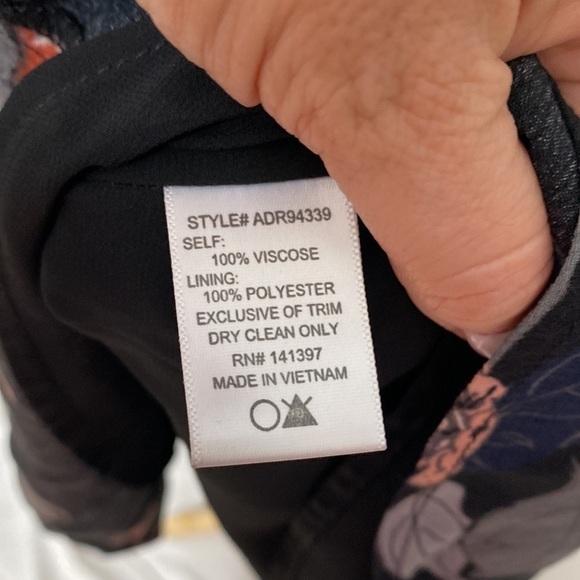 STYLE# ADR94339
SELF:
100% VISCOSE
LINING:
100% POLYESTER
EXCLUSIVE OF TRIM
DRY CLEAN ONLY
RN# 141397
MADE IN VIETNAM